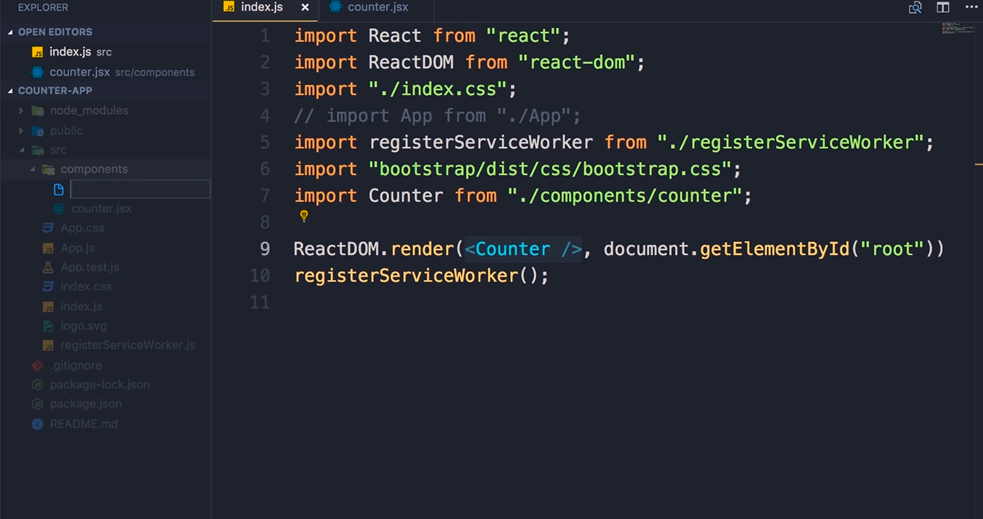 EXPLORER
OPEN EDITORS
index.js src
counter.jsx src/components
COUNTER-APP
node_modules
public
src
components
counter.jsx
App.css
App.js
App.test.js
index.css
index.js
logo.svg
registerServiceWorker.js
.gitignore
package-lock.json
package.json
README.md
index.js × counter.jsx
1 import React from "react";
2 import ReactDOM from "react-dom";
3 import "./index.css";
4 // import App from "./App";
5 import registerServiceWorker from "./registerServiceWorker";
6 import "bootstrap/dist/css/bootstrap.css";
7 import Counter from "./components/counter";
8
9 ReactDOM.render(<Counter />, document.getElementById("root"))
10 registerServiceWorker();
11